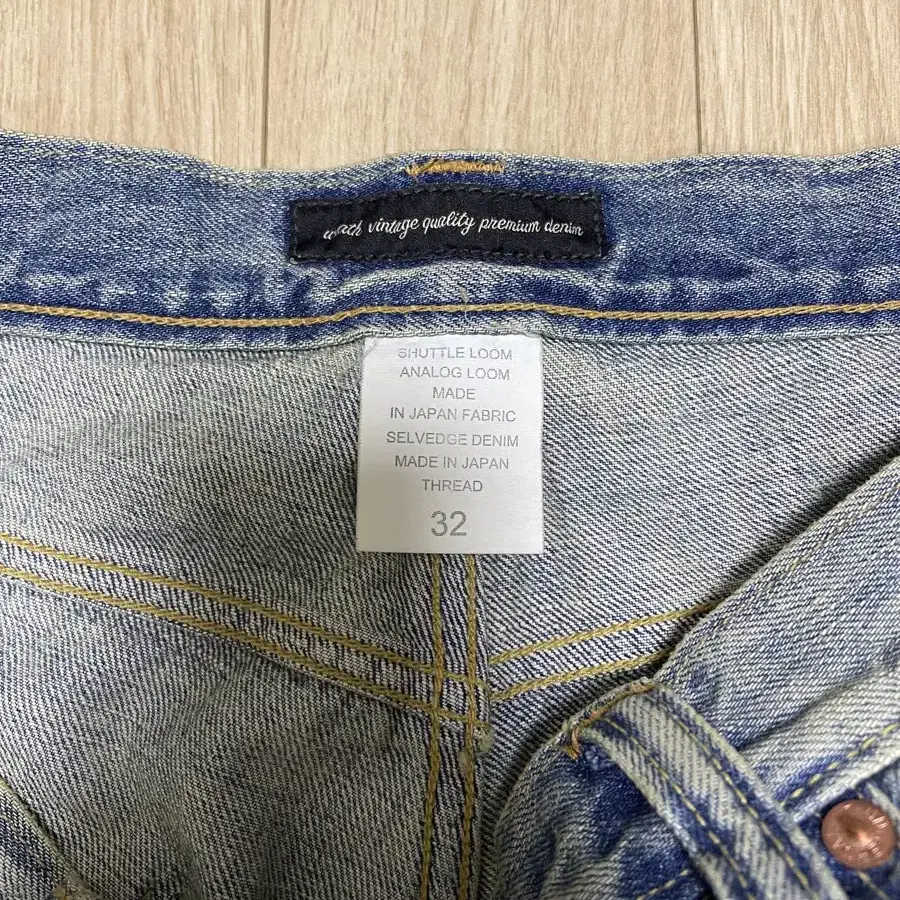 vintage quality premium denim
SHUTTLE LOOM
ANALOG LOOM
MADE
IN JAPAN FABRIC
SELVEDGE DENIM
MADE IN JAPAN
THREAD
32